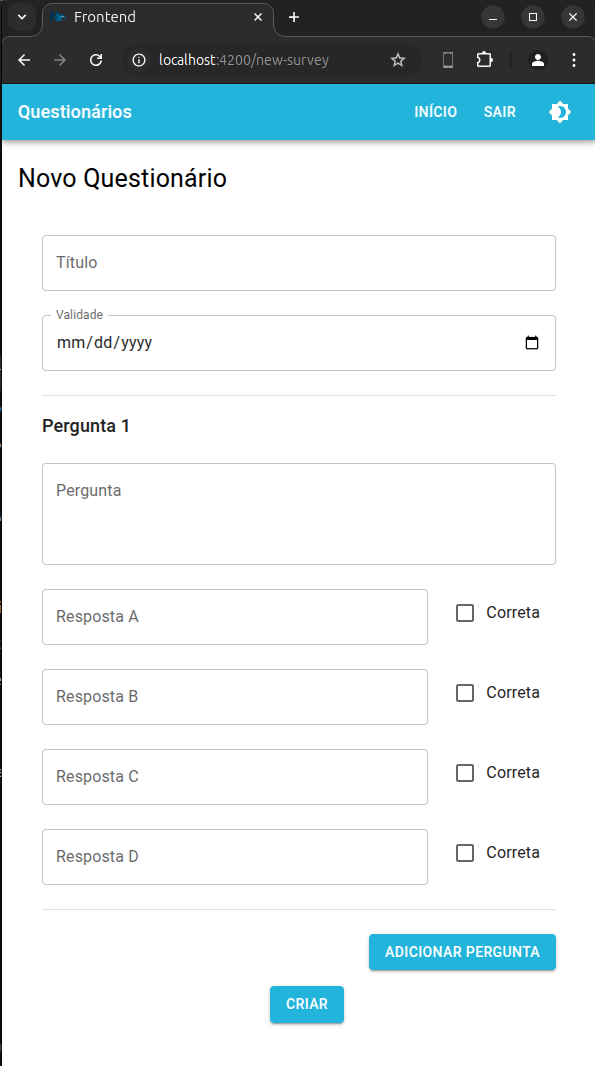 Frontend
localhost:4200/new-survey
Questionários INÍCIO SAIR
Novo Questionário
Título
Validade
mm/dd/yyyy
Pergunta 1
Pergunta
Resposta A Correta
Resposta B Correta
Resposta C Correta
Resposta D Correta
ADICIONAR PERGUNTA
CRIAR